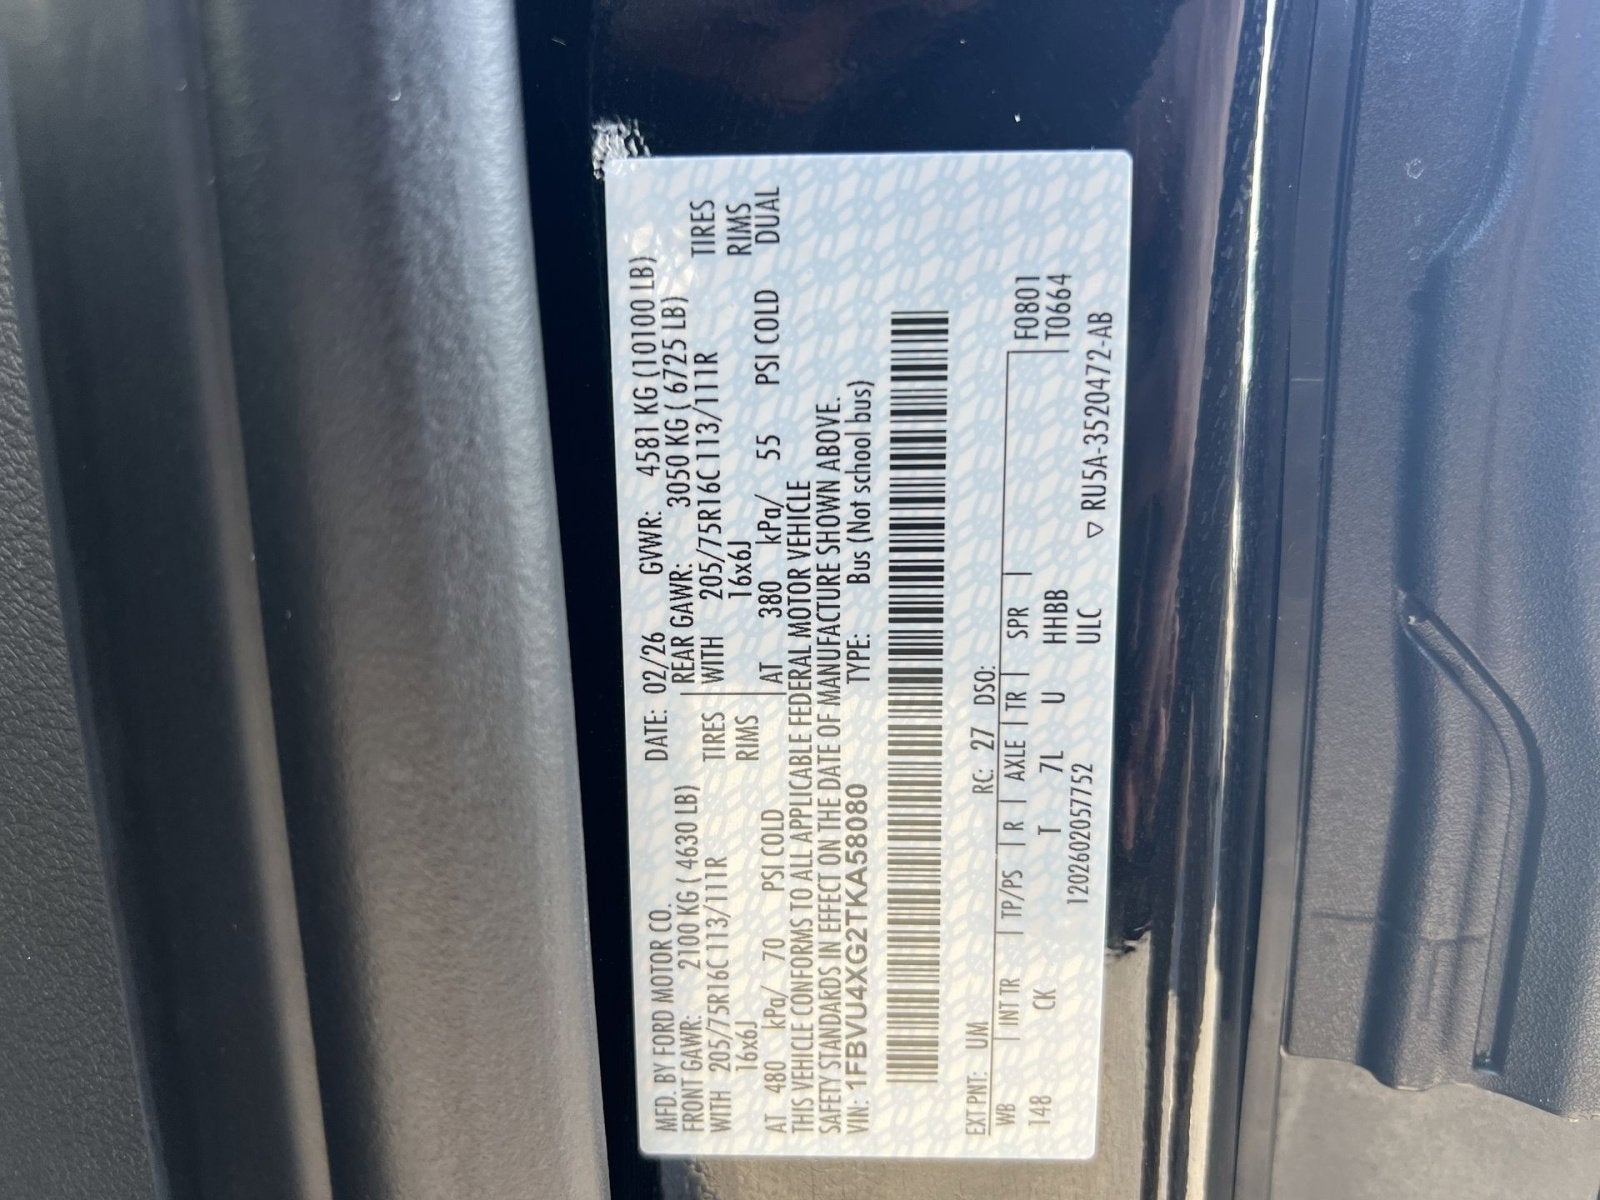 MFD. BY FORD MOTOR CO. DATE: 02/26 GVWR: 4581 KG (10100 LB)
FRONT GAWR: 2100 KG ( 4630 LB) REAR GAWR: 3050 KG ( 6725 LB)
WITH 205/75R16C 113/111R TIRES WITH 205/75R16C 113/111R TIRES
16x6J RIMS 16x6J RIMS
AT 480 kPa/ 70 PSI COLD AT 380 kPa/ 55 PSI COLD DUAL
THIS VEHICLE CONFORMS TO ALL APPLICABLE FEDERAL MOTOR VEHICLE
SAFETY STANDARDS IN EFFECT ON THE DATE OF MANUFACTURE SHOWN ABOVE.
VIN: 1FBVU4XG2TKA58080 TYPE: Bus (Not school bus)
EXT PNT: UM RC: 27 DSO:
WB INT TR TP/PS R AXLE TR SPR F0801
148 CK T 7L U HHBB T0664
1202602057752 ULC
▽ RU5A-3520472-AB